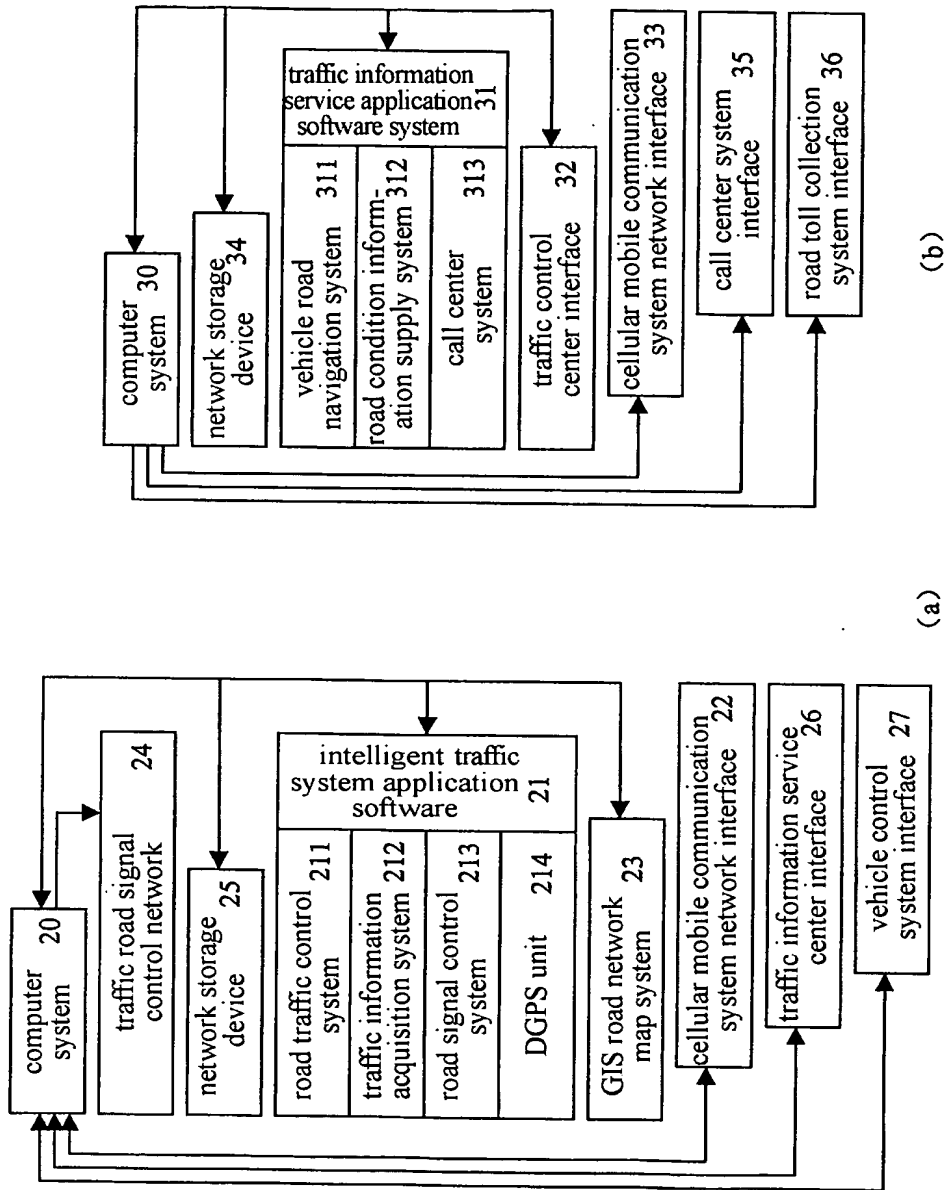 computer
system 20
traffic road signal
control network 24
network storage
device 25
intelligent traffic
system application
software 21
road traffic control
system 211
traffic information
acquisition system 212
road signal control
system 213
DGPS unit 214
GIS road network
map system 23
cellular mobile communication
system network interface 22
traffic information service
center interface 26
vehicle control
system interface 27
(a)
computer
system 30
network storage
device 34
traffic information
service application
software system 31
vehicle road
navigation system 311
road condition inform-
ation supply system 312
call center
system 313
traffic control
center interface 32
cellular mobile communication
system network interface 33
call center system
interface 35
road toll collection
system interface 36
(b)